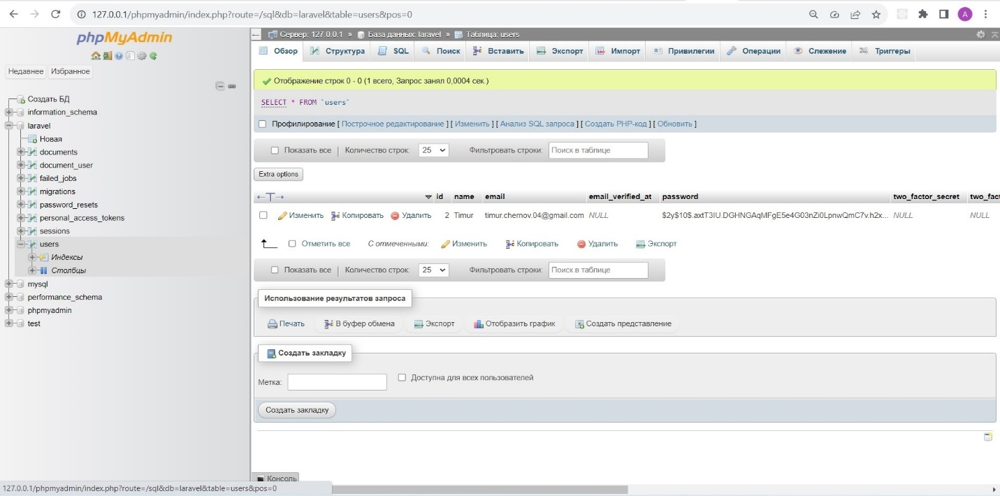 127.0.0.1/phpmyadmin/index.php?route=/sql&db=laravel&table=users&pos=0
A
phpMyAdmin
Недавнее Избранное
Создать БД
information_schema
laravel
Новая
documents
document_user
failed_jobs
migrations
password_resets
personal_access_tokens
sessions
users
Индексы
Столбцы
mysql
performance_schema
phpmyadmin
test
Сервер: 127.0.0.1 » База данных: laravel » Таблица: users
Обзор Структура SQL Поиск Вставить Экспорт Импорт Привилегии Операции Слежение Триггеры
Отображение строк 0 - 0 (1 всего, Запрос занял 0,0004 сек.)
SELECT * FROM `users`
Профилирование [ Построчное редактирование ] [ Изменить ] [ Анализ SQL запроса ] [ Создать PHP-код ] [ Обновить ]
Показать все | Количество строк: 25 Фильтровать строки: Поиск в таблице
Extra options
←T→ id name email email_verified_at password two_factor_secret two_fact
Изменить Копировать Удалить 2 Timur timur.chernov.04@gmail.com NULL $2y$10$.axtT3IU.DGHNGAqMFgE5e4G03nZi0LpnwQmC7v.h2x... NULL NULL
Отметить все С отмеченными: Изменить Копировать Удалить Экспорт
Показать все | Количество строк: 25 Фильтровать строки: Поиск в таблице
Использование результатов запроса
Печать В буфер обмена Экспорт Отобразить график Создать представление
Создать закладку
Метка: Доступна для всех пользователей
Создать закладку
Консоль
127.0.0.1/phpmyadmin/index.php?route=/sql&db=laravel&table=users&pos=0